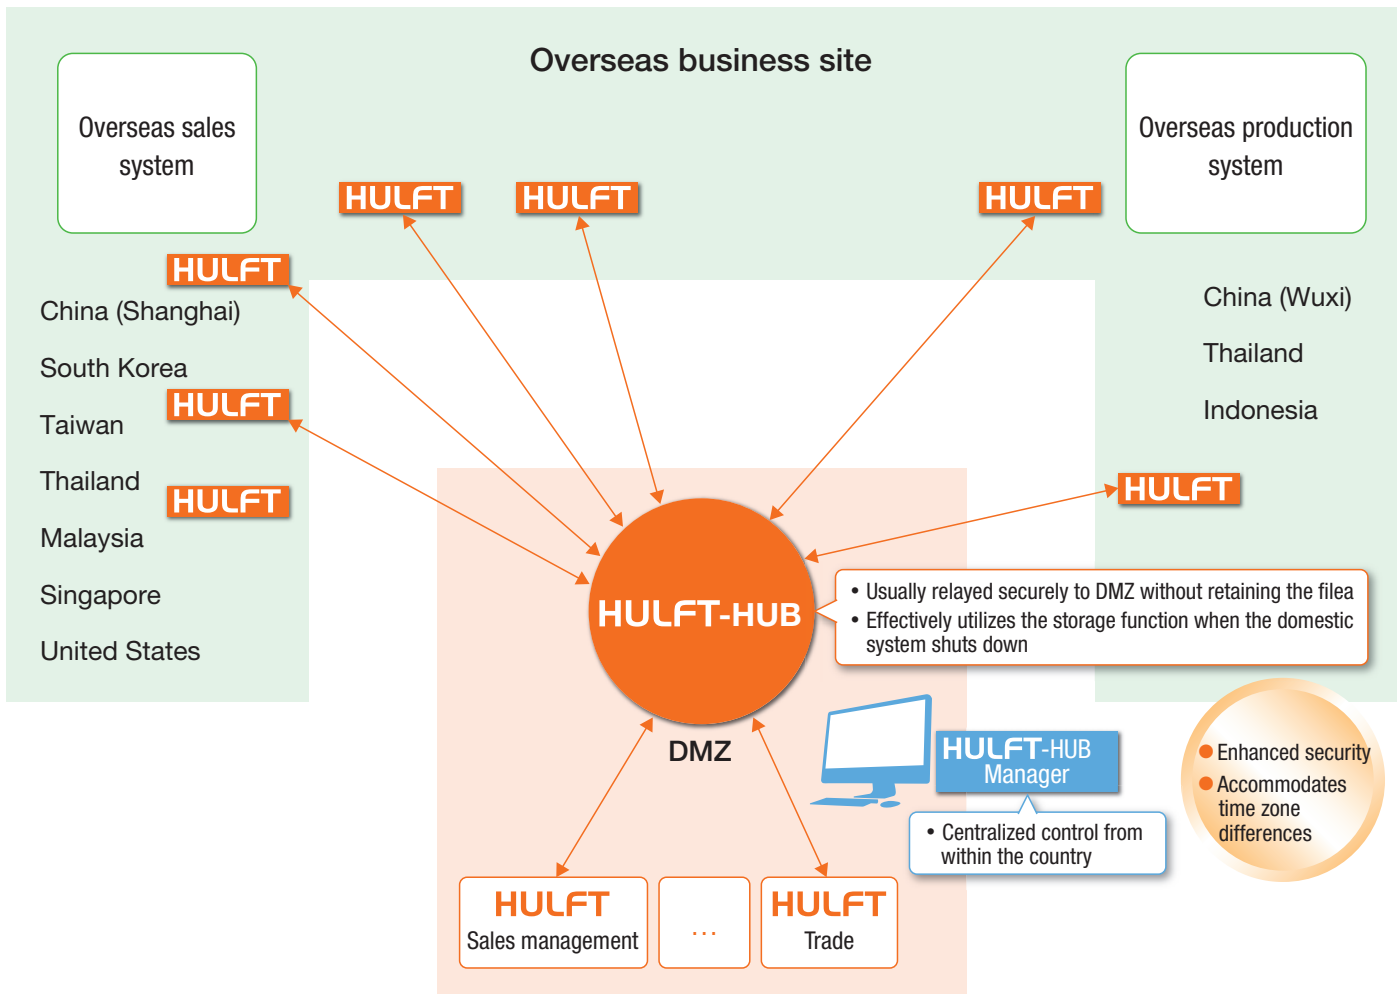 Overseas business site
Overseas sales
system
Overseas production
system
HULFT
HULFT
HULFT
HULFT
China (Shanghai)
South Korea
HULFT
Taiwan
Thailand
HULFT
Malaysia
Singapore
United States
China (Wuxi)
Thailand
Indonesia
HULFT
HULFT-HUB
• Usually relayed securely to DMZ without retaining the filea
• Effectively utilizes the storage function when the domestic
system shuts down
DMZ
HULFT-HUB
Manager
• Centralized control from
within the country
● Enhanced security
● Accommodates
time zone
differences
HULFT
Sales management
...
HULFT
Trade